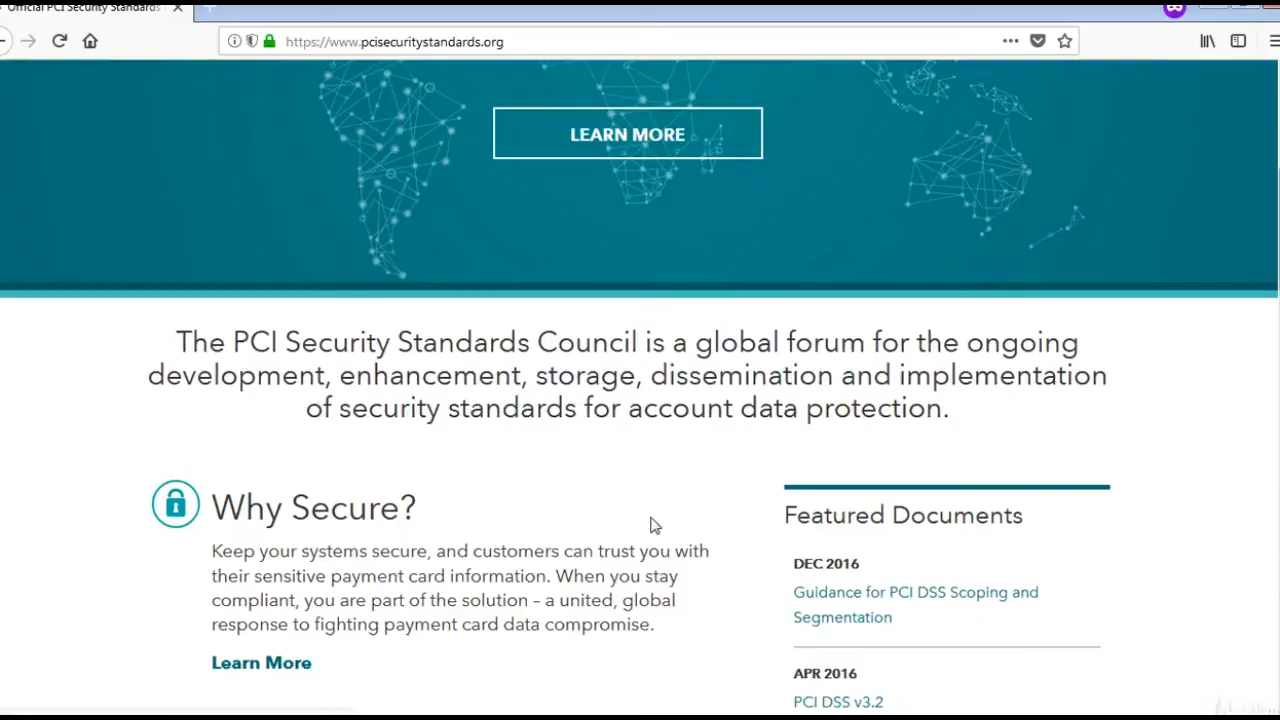 Official PCI Security Standards
https://www.pcisecuritystandards.org
LEARN MORE
The PCI Security Standards Council is a global forum for the ongoing
development, enhancement, storage, dissemination and implementation
of security standards for account data protection.
Why Secure?
Keep your systems secure, and customers can trust you with
their sensitive payment card information. When you stay
compliant, you are part of the solution – a united, global
response to fighting payment card data compromise.
Learn More
Featured Documents
DEC 2016
Guidance for PCI DSS Scoping and
Segmentation
APR 2016
PCI DSS v3.2